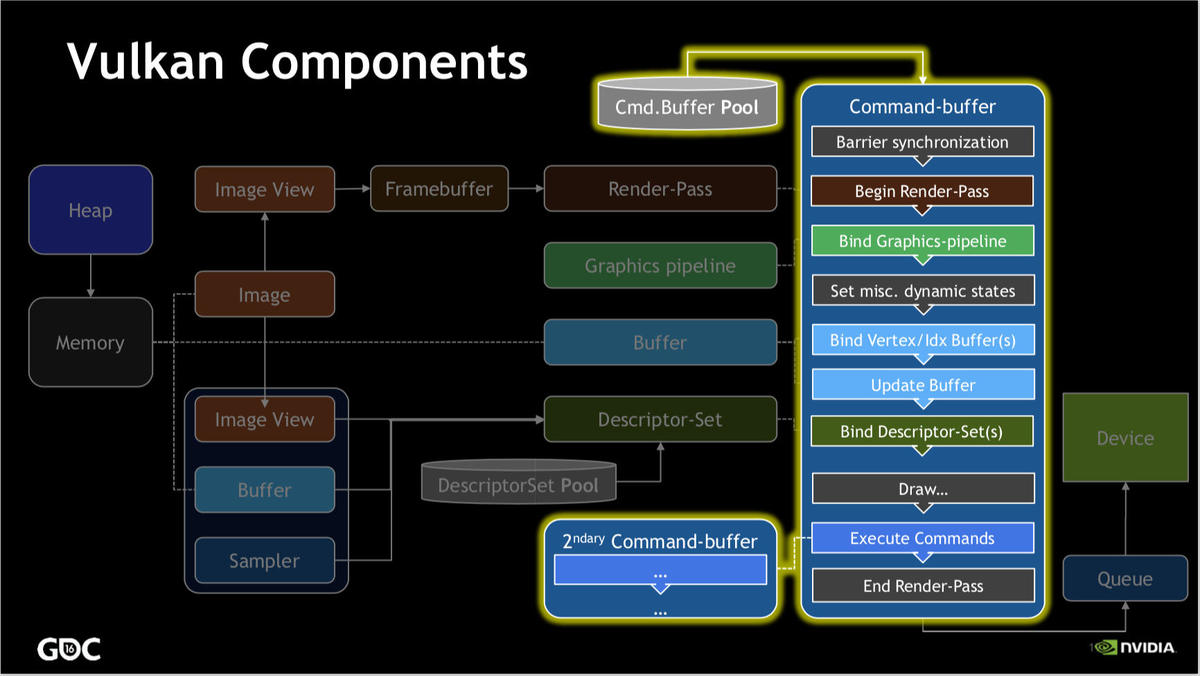 Vulkan Components
Cmd.Buffer Pool
Command-buffer
Barrier synchronization
Begin Render-Pass
Bind Graphics-pipeline
Set misc. dynamic states
Bind Vertex/Idx Buffer(s)
Update Buffer
Bind Descriptor-Set(s)
Draw...
Execute Commands
End Render-Pass
Heap
Memory
Image View
Framebuffer
Render-Pass
Image
Graphics pipeline
Buffer
Image View
Buffer
Sampler
Descriptor-Set
DescriptorSet Pool
2ndary Command-buffer
...
...
Device
Queue
GDC 16
1
NVIDIA.